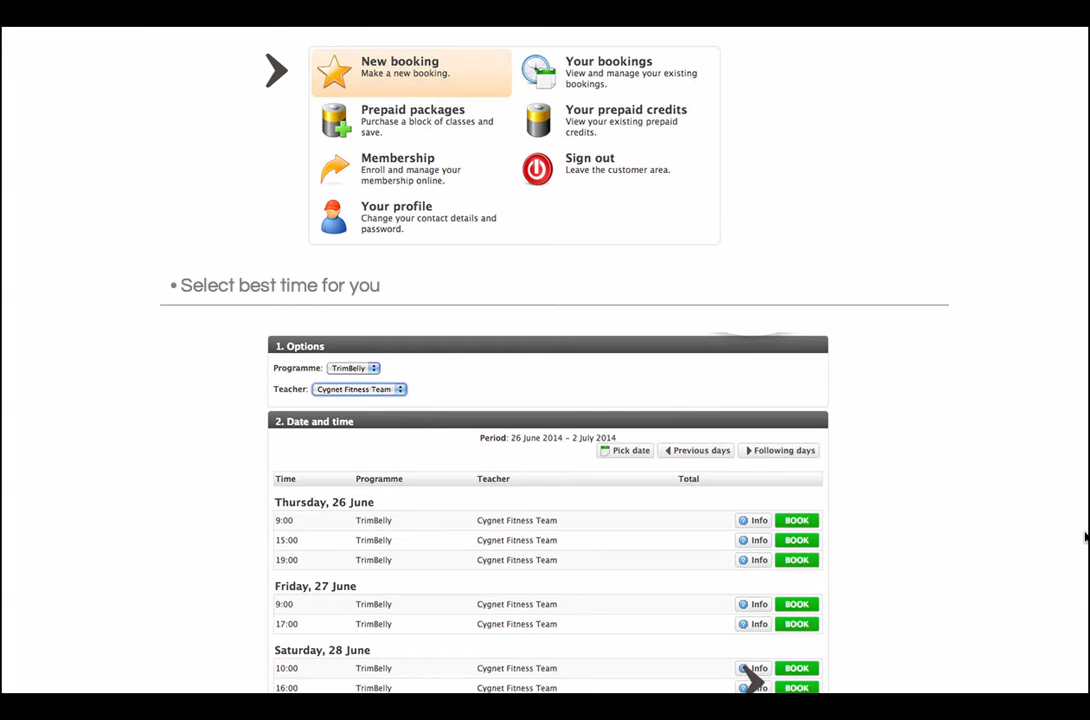 New booking
Make a new booking.
Your bookings
View and manage your existing
bookings.
Prepaid packages
Purchase a block of classes and
save.
Your prepaid credits
View your existing prepaid
credits.
Membership
Enroll and manage your
membership online.
Sign out
Leave the customer area.
Your profile
Change your contact details and
password.
• Select best time for you
1. Options
Programme: TrimBelly
Teacher: Cygnet Fitness Team
2. Date and time
Period: 26 June 2014 – 2 July 2014
Pick date Previous days Following days
Time Programme Teacher Total
Thursday, 26 June
9:00 TrimBelly Cygnet Fitness Team Info BOOK
15:00 TrimBelly Cygnet Fitness Team Info BOOK
19:00 TrimBelly Cygnet Fitness Team Info BOOK
Friday, 27 June
9:00 TrimBelly Cygnet Fitness Team Info BOOK
17:00 TrimBelly Cygnet Fitness Team Info BOOK
Saturday, 28 June
10:00 TrimBelly Cygnet Fitness Team Info BOOK
16:00 TrimBelly Cygnet Fitness Team BOOK